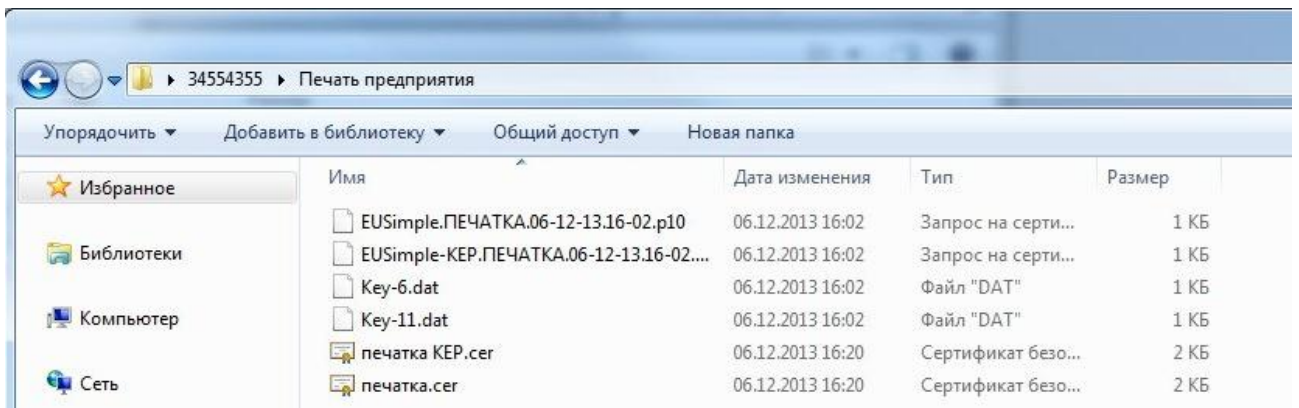 34554355 Печать предприятия
Упорядочить Добавить в библиотеку Общий доступ Новая папка
Избранное
Библиотеки
Компьютер
Сеть
Имя Дата изменения Тип Размер
EUSimple.ПЕЧАТКА.06-12-13.16-02.p10 06.12.2013 16:02 Запрос на серти... 1 КБ
EUSimple-КЕР.ПЕЧАТКА.06-12-13.16-02.... 06.12.2013 16:02 Запрос на серти... 1 КБ
Key-6.dat 06.12.2013 16:02 Файл "DAT" 1 КБ
Key-11.dat 06.12.2013 16:02 Файл "DAT" 1 КБ
печатка КЕР.cer 06.12.2013 16:20 Сертификат безо... 2 КБ
печатка.cer 06.12.2013 16:20 Сертификат безо... 2 КБ